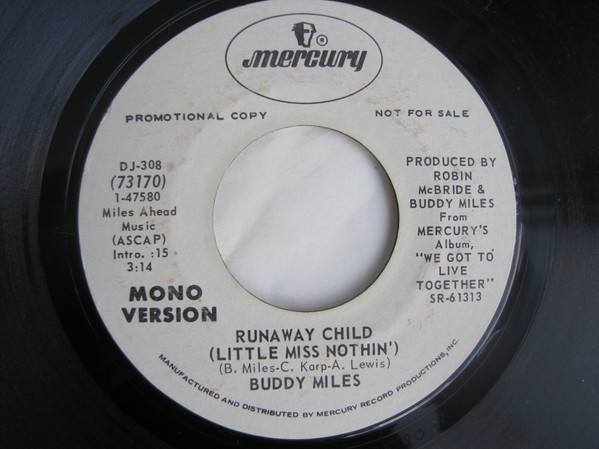 mercury
®
PROMOTIONAL COPY
NOT FOR SALE
DJ-308
(73170)
1-47580
Miles Ahead
Music
(ASCAP)
Intro. :15
3:14
MONO
VERSION
PRODUCED BY
ROBIN
McBRIDE &
BUDDY MILES
From
MERCURY'S
Album,
"WE GOT TO
LIVE
TOGETHER"
SR-61313
RUNAWAY CHILD
(LITTLE MISS NOTHIN')
(B. Miles-C. Karp-A. Lewis)
BUDDY MILES
MANUFACTURED AND DISTRIBUTED BY MERCURY RECORD PRODUCTIONS, INC.